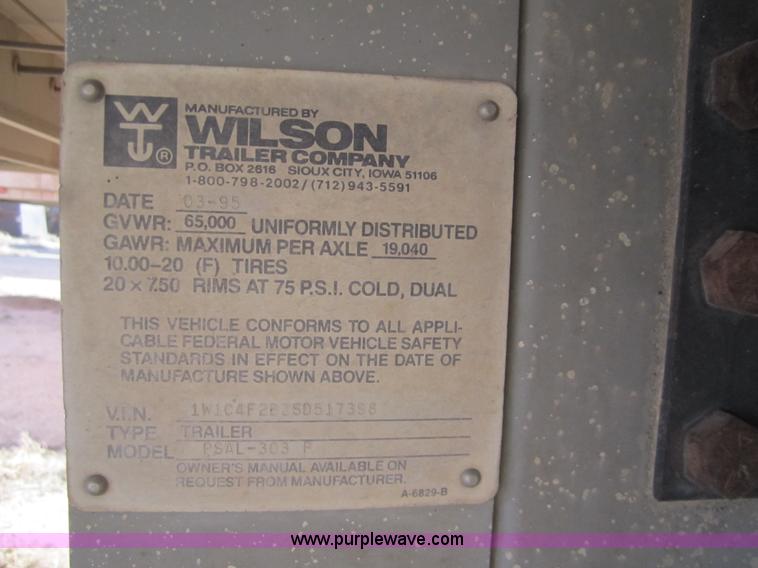 WTC ®
MANUFACTURED BY
WILSON
TRAILER COMPANY
P.O. BOX 2616 SIOUX CITY, IOWA 51106
1-800-798-2002/(712) 943-5591
DATE 03-95
GVWR: 65,000 UNIFORMLY DISTRIBUTED
GAWR: MAXIMUM PER AXLE 19,040
10.00-20 (F) TIRES
20 x 7.50 RIMS AT 75 P.S.I. COLD, DUAL
THIS VEHICLE CONFORMS TO ALL APPLI-
CABLE FEDERAL MOTOR VEHICLE SAFETY
STANDARDS IN EFFECT ON THE DATE OF
MANUFACTURE SHOWN ABOVE.
V.I.N.
TYPE TRAILER
MODEL PSAL-303 P
OWNER'S MANUAL AVAILABLE ON
REQUEST FROM MANUFACTURER.
A-6829-B
www.purplewave.com